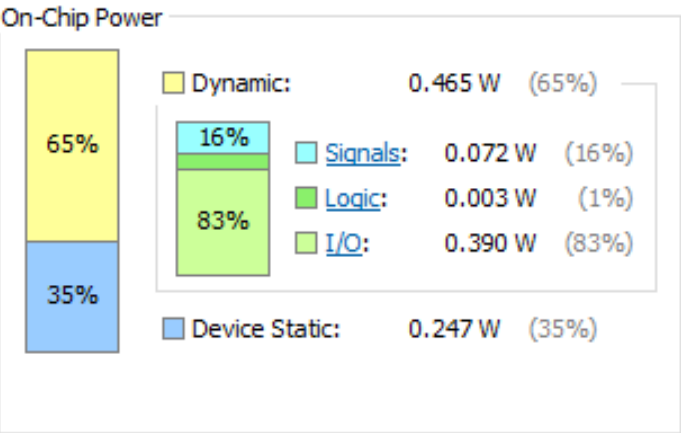 On-Chip Power
Dynamic: 0.465 W (65%)
65%
16%
Signals: 0.072 W (16%)
Logic: 0.003 W (1%)
83%
I/O: 0.390 W (83%)
35%
Device Static: 0.247 W (35%)